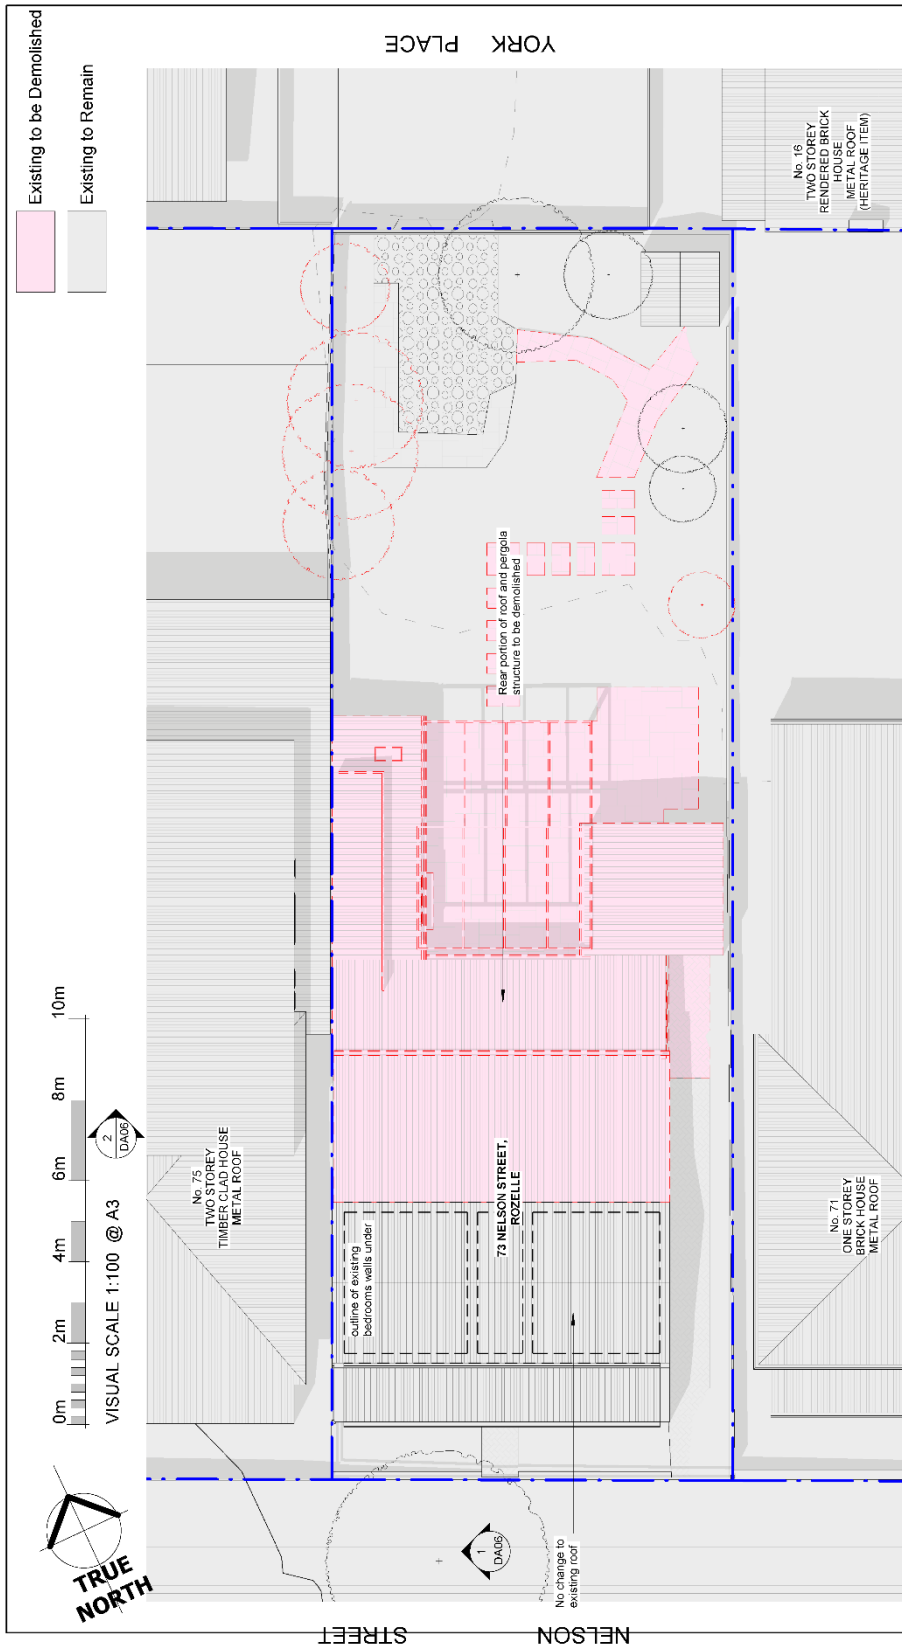 Existing to be Demolished
Existing to Remain
YORK PLACE
No. 16
TWO STOREY
RENDERED BRICK
HOUSE
METAL ROOF
(HERITAGE ITEM)
Rear portion of roof and pergola
structure to be demolished
0m 2m 4m 6m 8m 10m
VISUAL SCALE 1:100 @ A3
2
DA06
No. 75
TWO STOREY
TIMBER CLAD HOUSE
METAL ROOF
outline of existing
bedrooms walls under
73 NELSON STREET,
ROZELLE
No. 71
ONE STOREY
BRICK HOUSE
METAL ROOF
TRUE
NORTH
1
DA06
No change to
existing roof
NELSON STREET